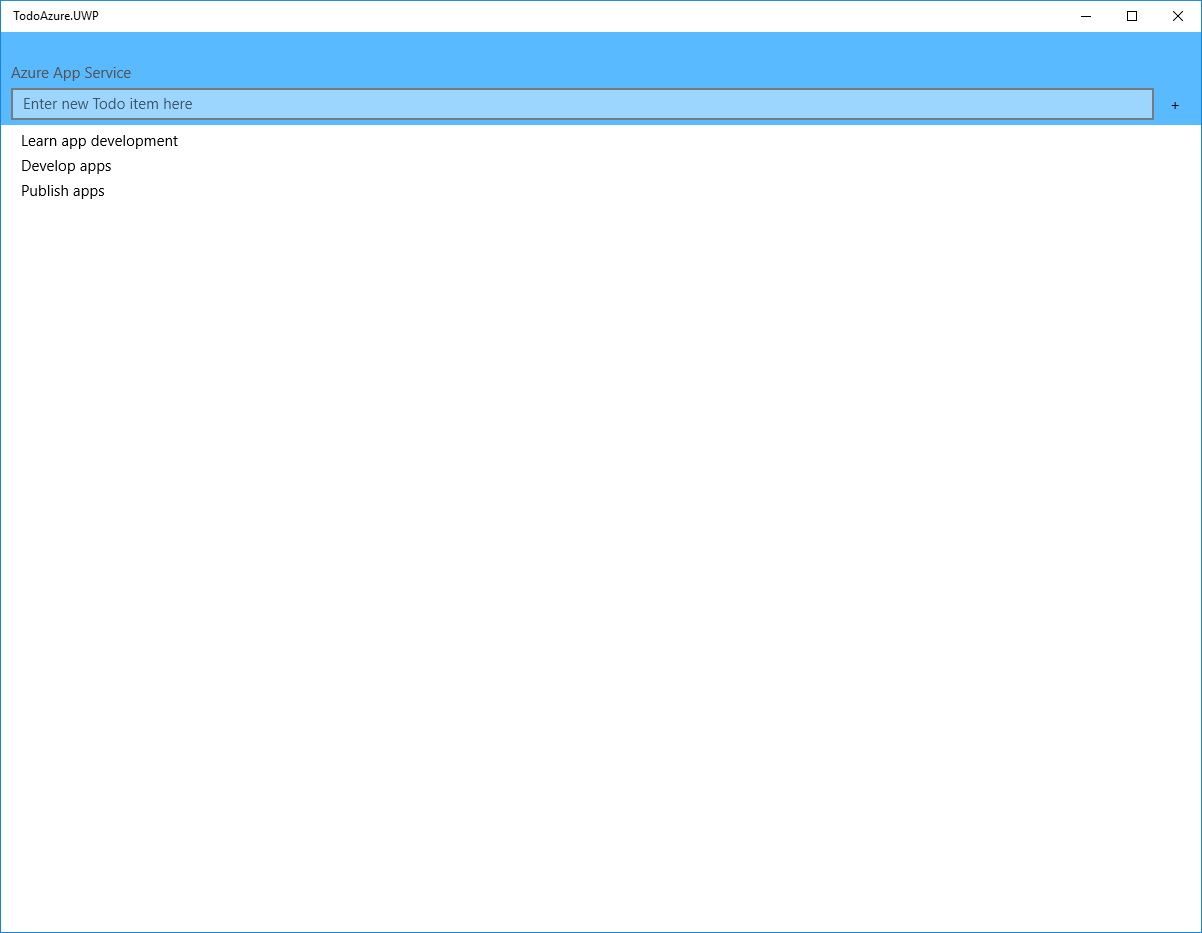 TodoAzure.UWP
Azure App Service
Enter new Todo item here
+
Learn app development
Develop apps
Publish apps